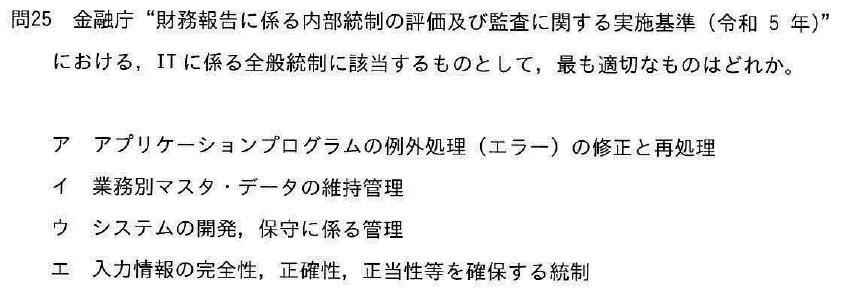 問25 金融庁“財務報告に係る内部統制の評価及び監査に関する実施基準（令和 5 年）”
における，IT に係る全般統制に該当するものとして，最も適切なものはどれか。
ア アプリケーションプログラムの例外処理（エラー）の修正と再処理
イ 業務別マスタ・データの維持管理
ウ システムの開発，保守に係る管理
エ 入力情報の完全性，正確性，正当性等を確保する統制